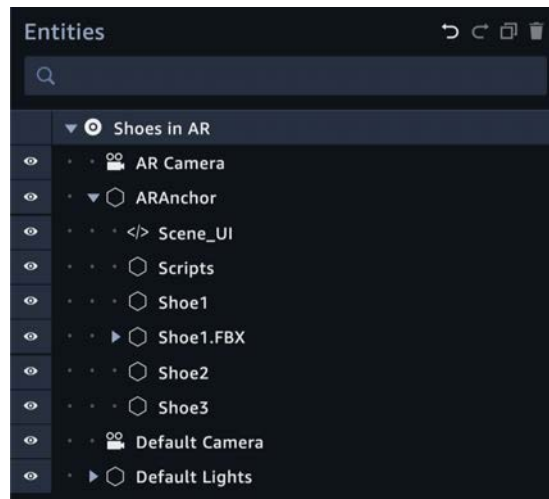 Entities
Shoes in AR
AR Camera
ARAnchor
</> Scene_UI
Scripts
Shoe1
Shoe1.FBX
Shoe2
Shoe3
Default Camera
Default Lights